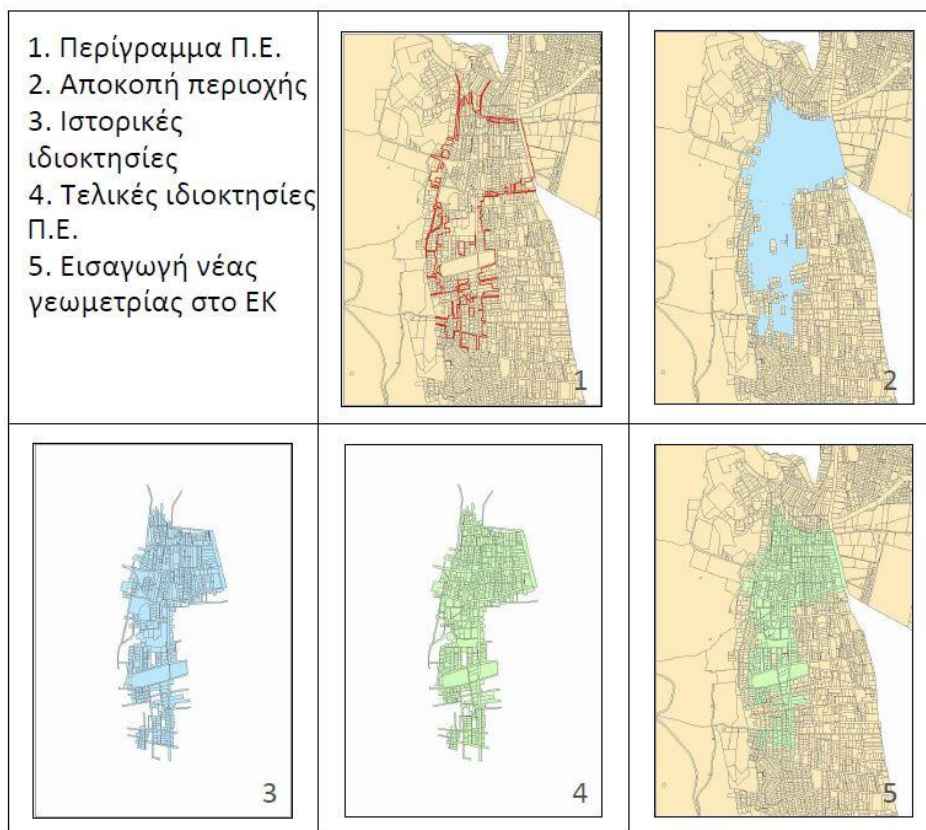 1. Περίγραμμα Π.Ε.
2. Αποκοπή περιοχής
3. Ιστορικές
ιδιοκτησίες
4. Τελικές ιδιοκτησίες
Π.Ε.
5. Εισαγωγή νέας
γεωμετρίας στο ΕΚ
1
2
3
4
5